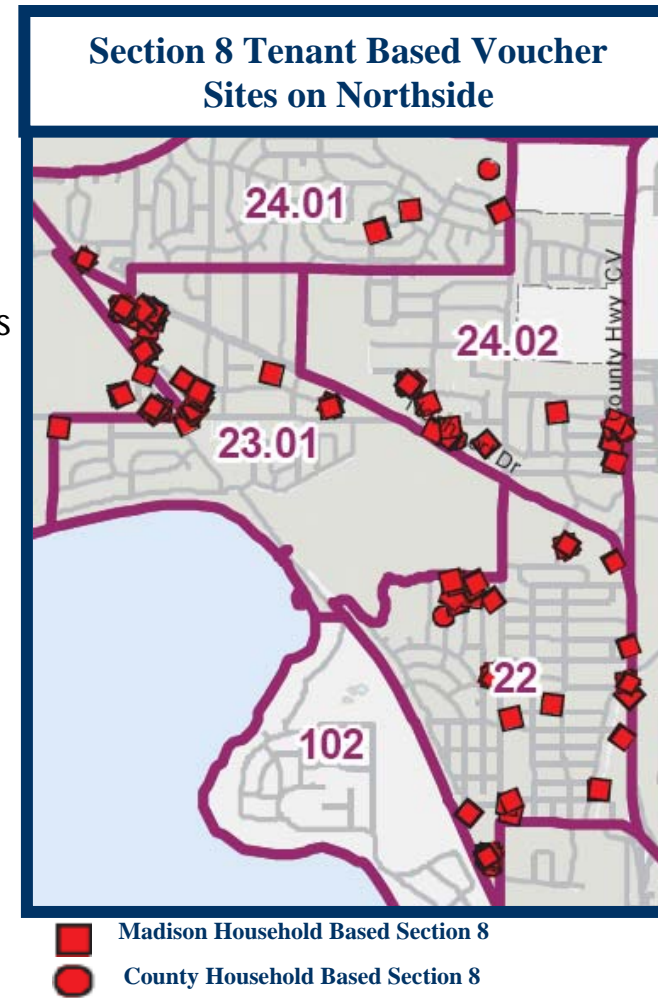 Section 8 Tenant Based Voucher
Sites on Northside
24.01
s
24.02
County Hwy CV
23.01
Dr
22
102
Madison Household Based Section 8
County Household Based Section 8